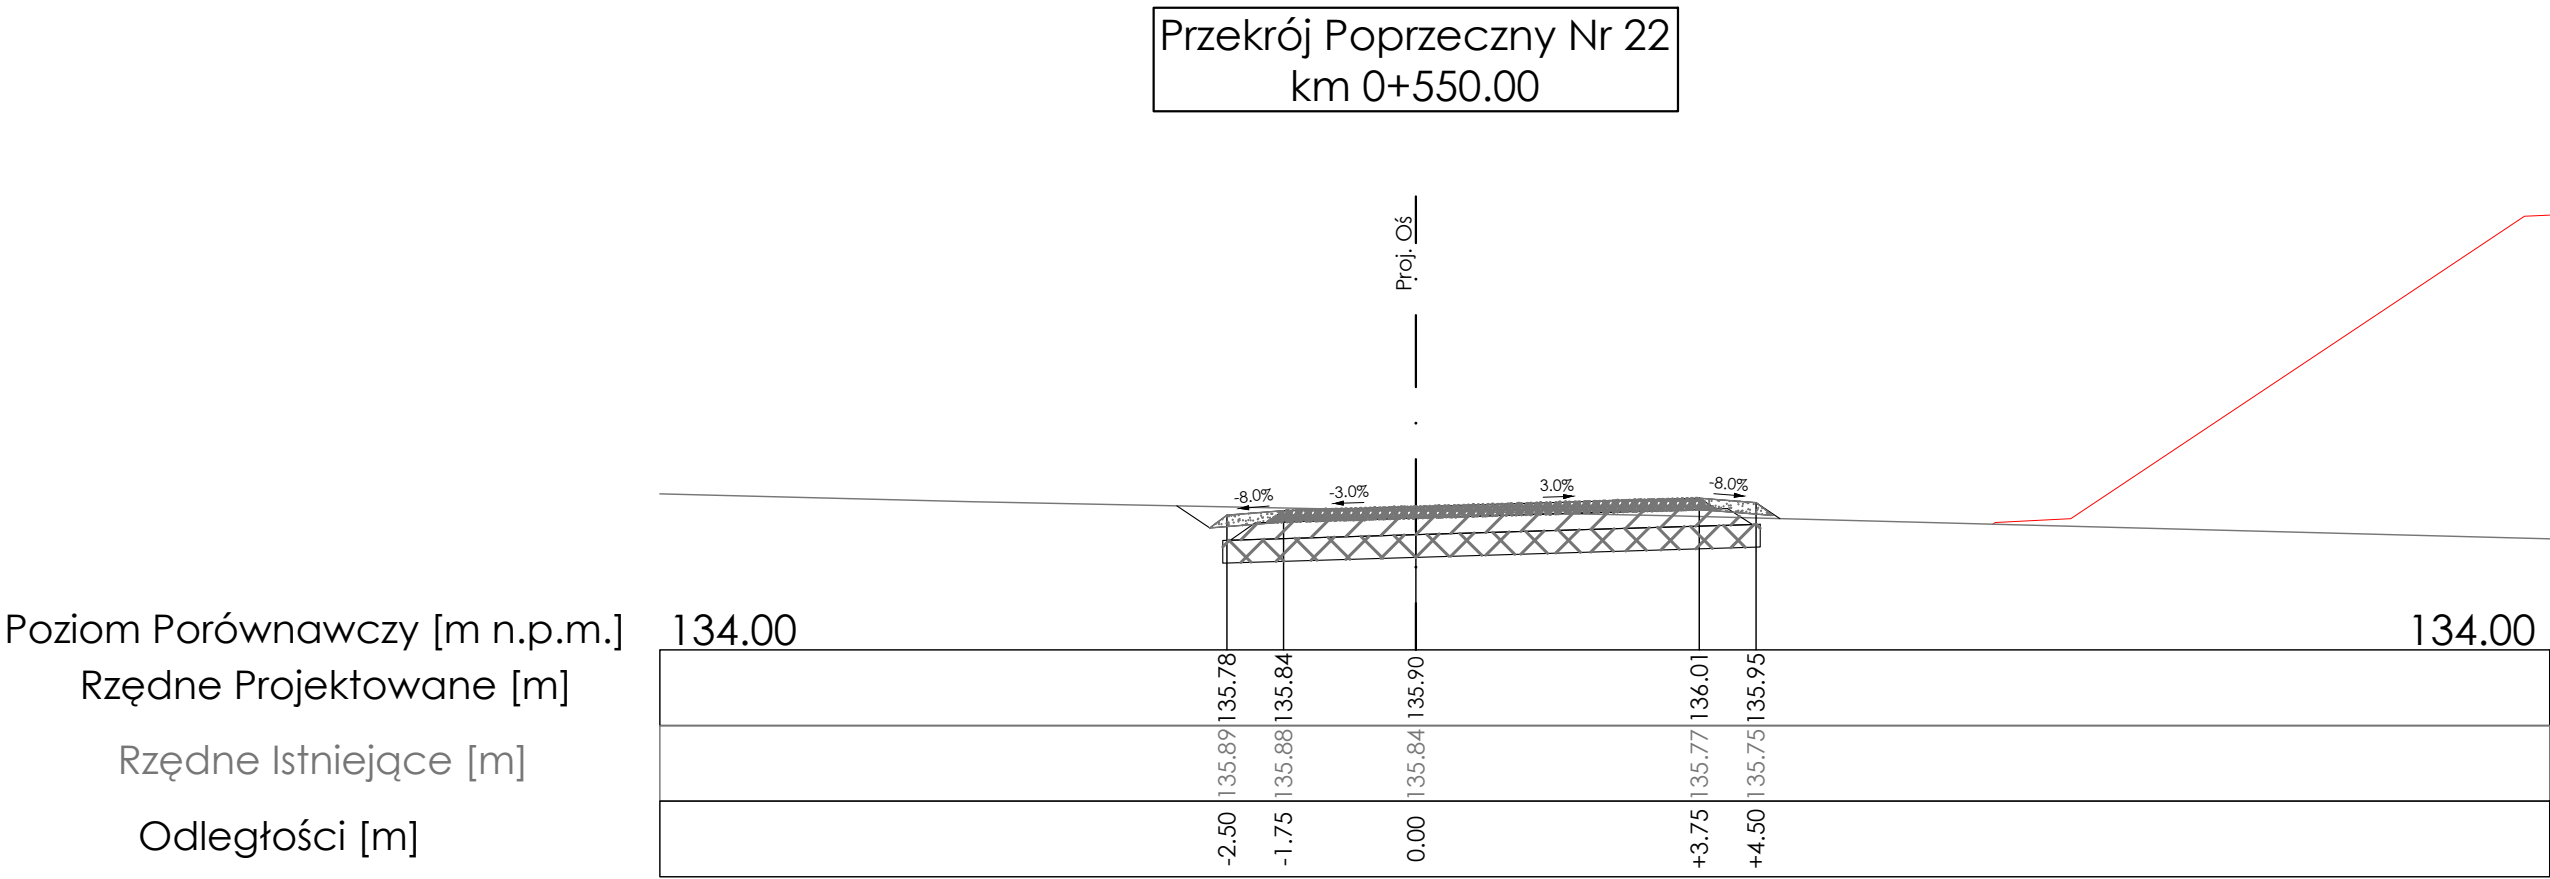 Przekrój Poprzeczny Nr 22
km 0+550.00
Proj. Oś
-8.0% -3.0% 3.0% -8.0%
Poziom Porównawczy [m n.p.m.] 134.00 134.00
Rzędne Projektowane [m] 135.78 135.84 135.90 136.01 135.95
Rzędne Istniejące [m] 135.89 135.88 135.84 135.77 135.75
Odległości [m] -2.50 -1.75 0.00 +3.75 +4.50